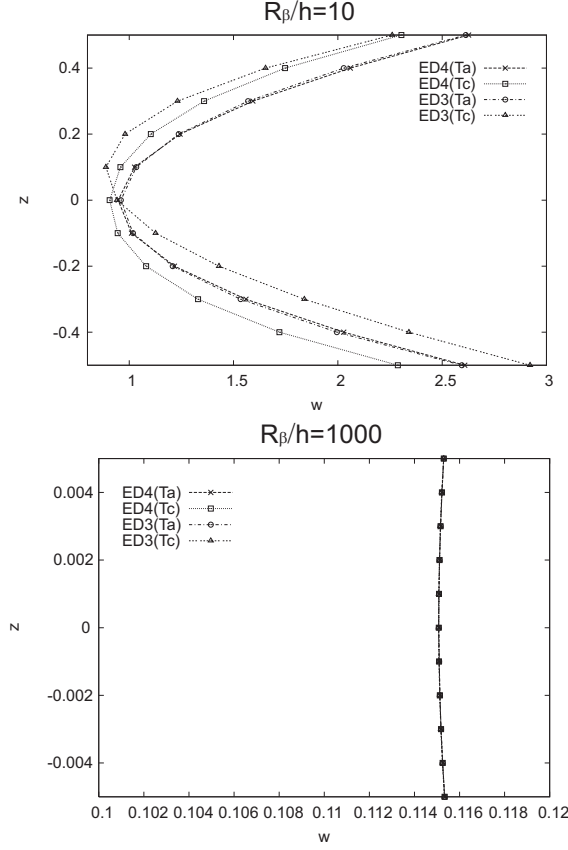 Rβ/h=10
0.4
0.2
0
-0.2
-0.4
z
ED4(Ta)
ED4(Tc)
ED3(Ta)
ED3(Tc)
1 1.5 2 2.5 3
w
Rβ/h=1000
0.004
0.002
0
-0.002
-0.004
z
ED4(Ta)
ED4(Tc)
ED3(Ta)
ED3(Tc)
0.1 0.102 0.104 0.106 0.108 0.11 0.112 0.114 0.116 0.118 0.12
w